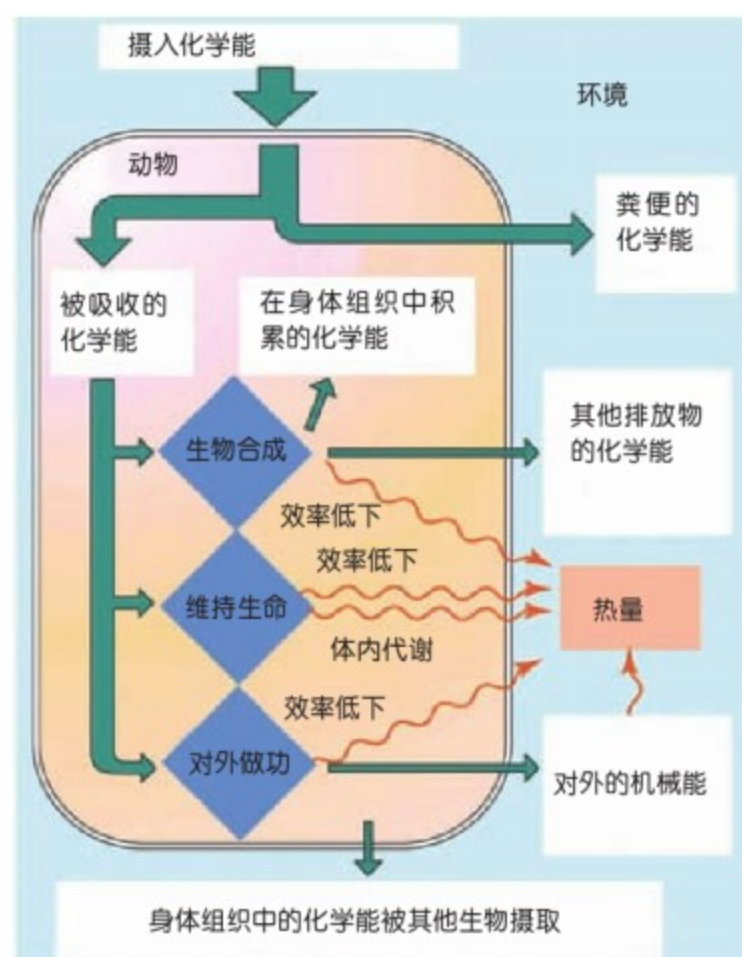 摄入化学能
环境
动物
粪便的
化学能
被吸收的
化学能
在身体组织中积
累的化学能
其他排放物
的化学能
生物合成
效率低下
效率低下
维持生命
热量
体内代谢
效率低下
对外做功
对外的机械能
身体组织中的化学能被其他生物摄取